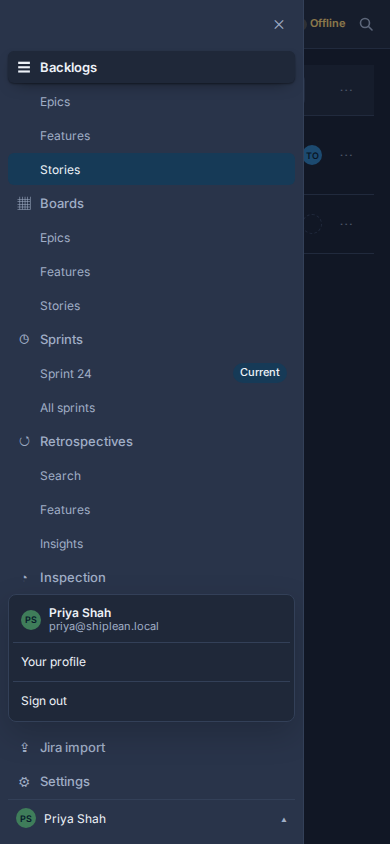 Offline
Backlogs
Epics
Features
TO
Stories
Boards
Epics
Features
Stories
Sprints
Sprint 24 Current
All sprints
Retrospectives
Search
Features
Insights
Inspection
PS Priya Shah
priya@shiplean.local
Your profile
Sign out
Jira import
Settings
PS Priya Shah